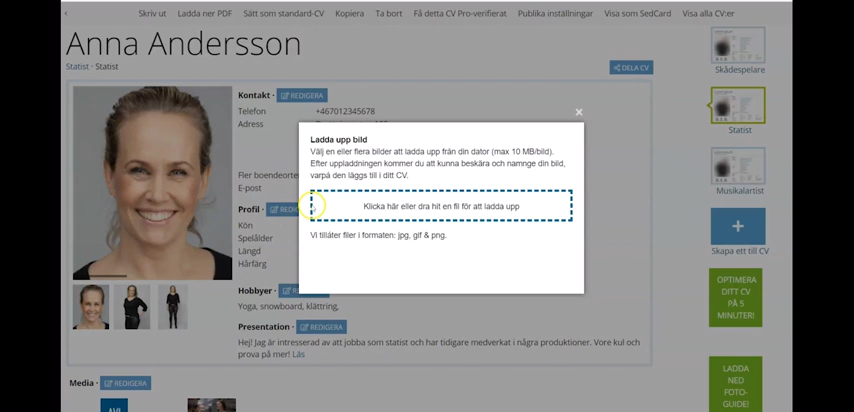 Skriv ut Ladda ner PDF Sätt som standard-CV Kopiera Ta bort Få detta CV Pro-verifierat Publika inställningar Visa som SedCard Visa alla CV:er
Anna Andersson
Statist · Statist
DELA CV
Kontakt · REDIGERA
Telefon +467012345678
Adress
Fler boendeorter
E-post
Profil ·
Kön
Spelålder
Längd
Hårfärg
Hobbyer ·
Yoga, snowboard, klättring,
Presentation · REDIGERA
Hej! Jag är intresserad av att jobba som statist och har tidigare medverkat i några produktioner. Vore kul och
prova på mer! Läs
Media · REDIGERA
×
Ladda upp bild
Välj en eller flera bilder att ladda upp från din dator (max 10 MB/bild).
Efter uppladdningen kommer du att kunna beskära och namnge din bild,
varpå den läggs till i ditt CV.
Klicka här eller dra hit en fil för att ladda upp
Vi tillåter filer i formaten: jpg, gif & png.
Skådespelare
Statist
Musikalartist
+
Skapa ett till CV
OPTIMERA
DITT CV
PÅ 5
MINUTER!
LADDA
NED
FOTO-
GUIDE!